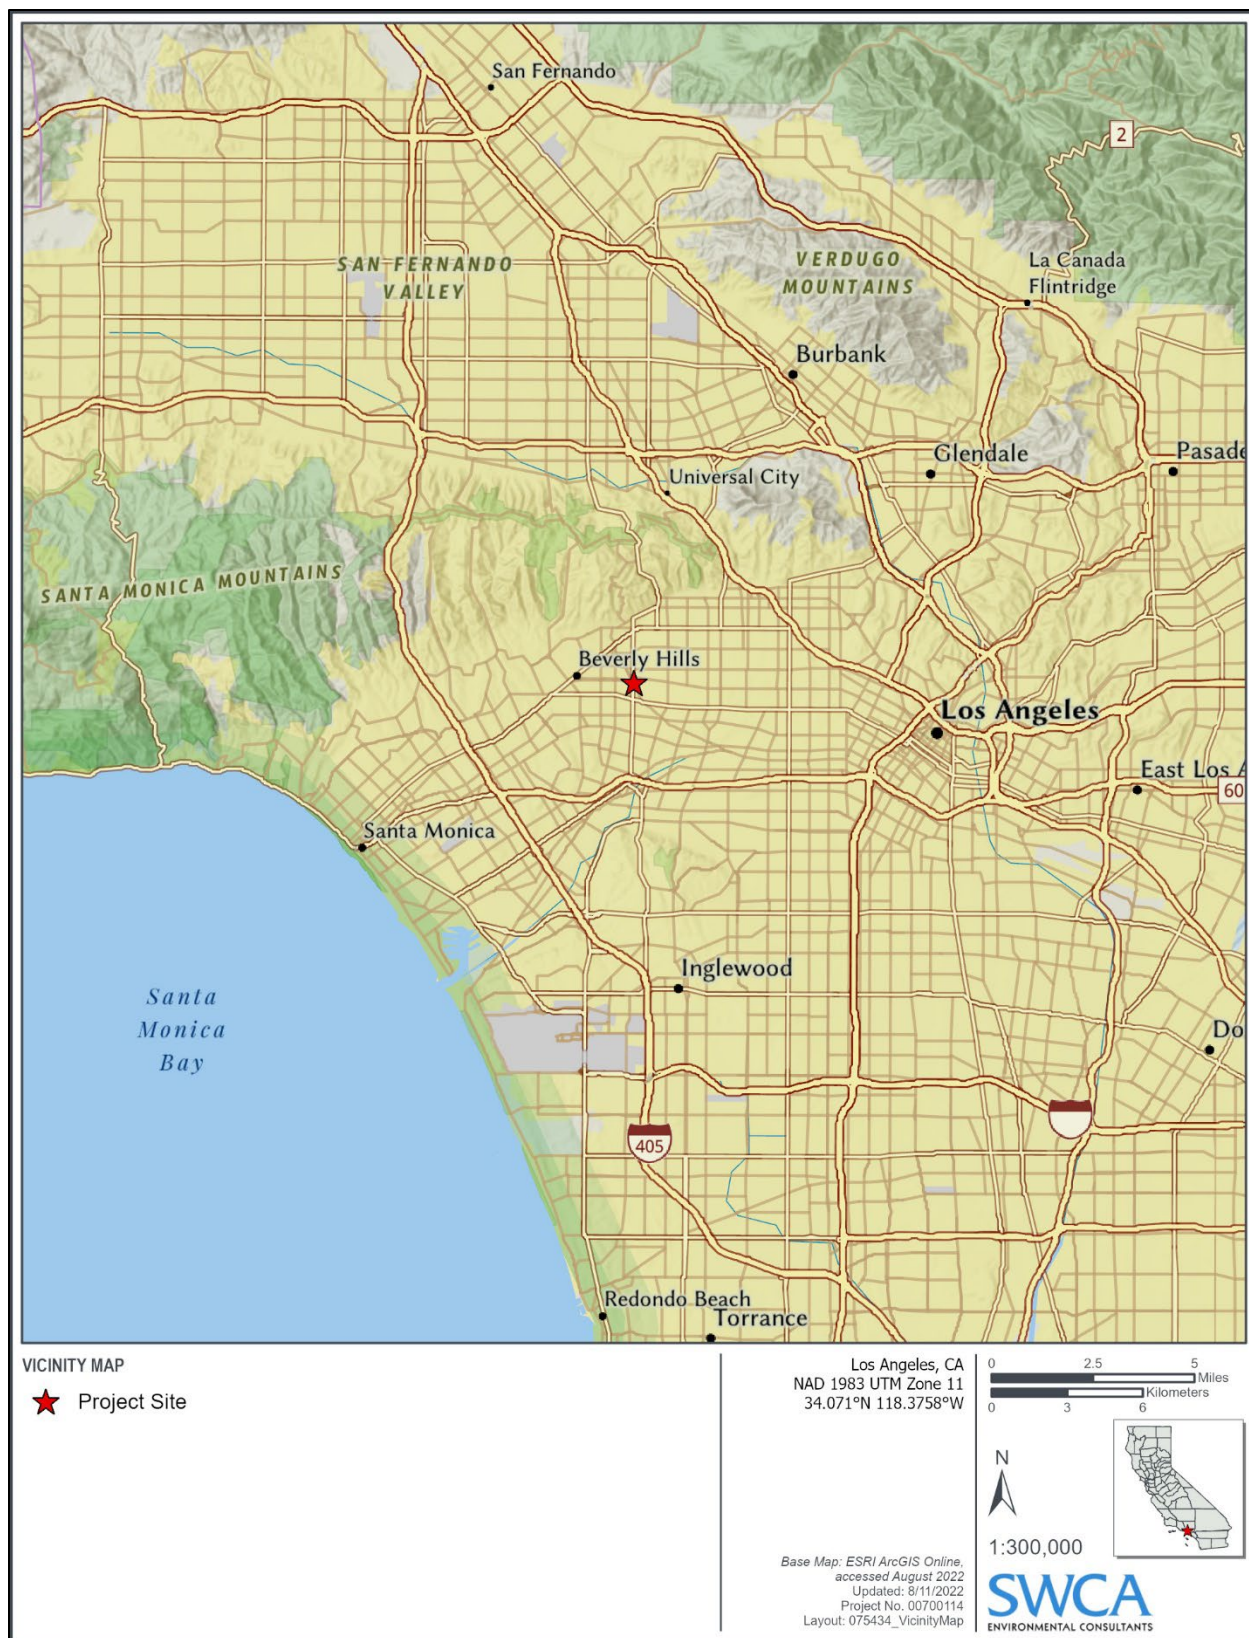 San Fernando
2
SAN FERNANDO
VALLEY
VERDUGO
MOUNTAINS
La Canada
Flintridge
Burbank
Glendale
Pasade
Universal City
SANTA MONICA MOUNTAINS
Beverly Hills
Los Angeles
East Los A
60
Santa Monica
Inglewood
Santa
Monica
Bay
Do
405
Redondo Beach
Torrance
VICINITY MAP
Project Site
Los Angeles, CA
NAD 1983 UTM Zone 11
34.071°N 118.3758°W
0 2.5 5
Miles
Kilometers
0 3 6
N
1:300,000
Base Map: ESRI ArcGIS Online,
accessed August 2022
Updated: 8/11/2022
Project No. 00700114
Layout: 075434_VicinityMap
SWCA
ENVIRONMENTAL CONSULTANTS